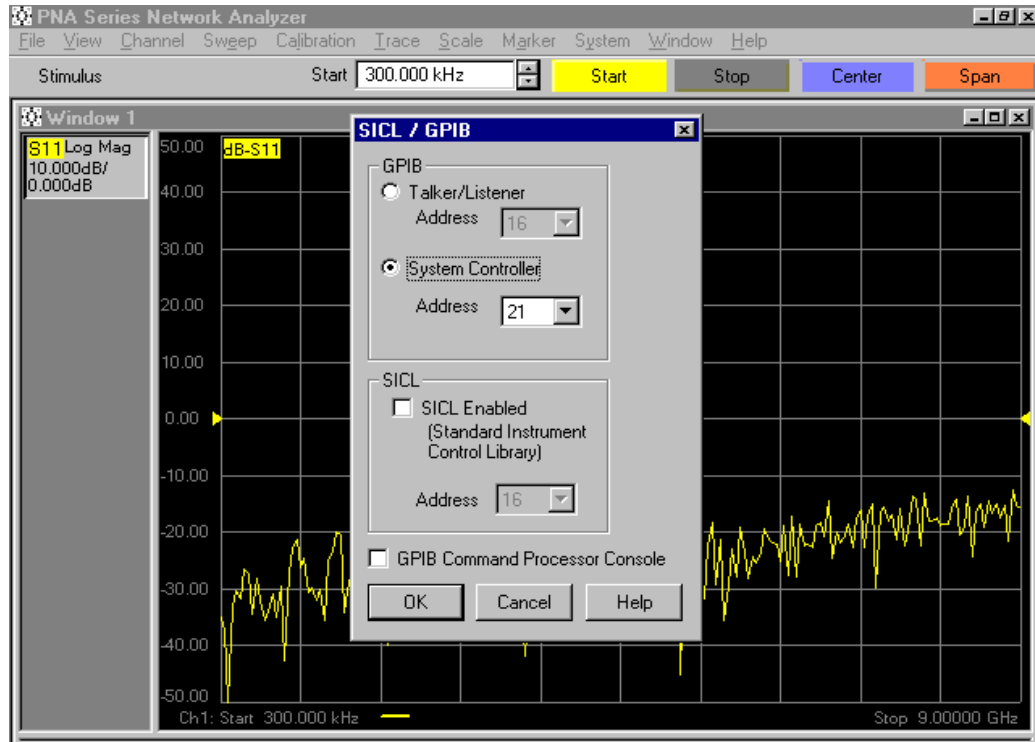 PNA Series Network Analyzer
File View Channel Sweep Calibration Trace Scale Marker System Window Help
Stimulus Start 300.000 kHz Start Stop Center Span
Window 1
S11 Log Mag
10.000dB/
0.000dB
50.00 dB-S11
40.00
30.00
20.00
10.00
0.00
-10.00
-20.00
-30.00
-40.00
-50.00
Ch1: Start 300.000 kHz
Stop 9.00000 GHz
SICL / GPIB
GPIB
Talker/Listener
Address 16
System Controller
Address 21
SICL
SICL Enabled
(Standard Instrument
Control Library)
Address 16
GPIB Command Processor Console
OK Cancel Help